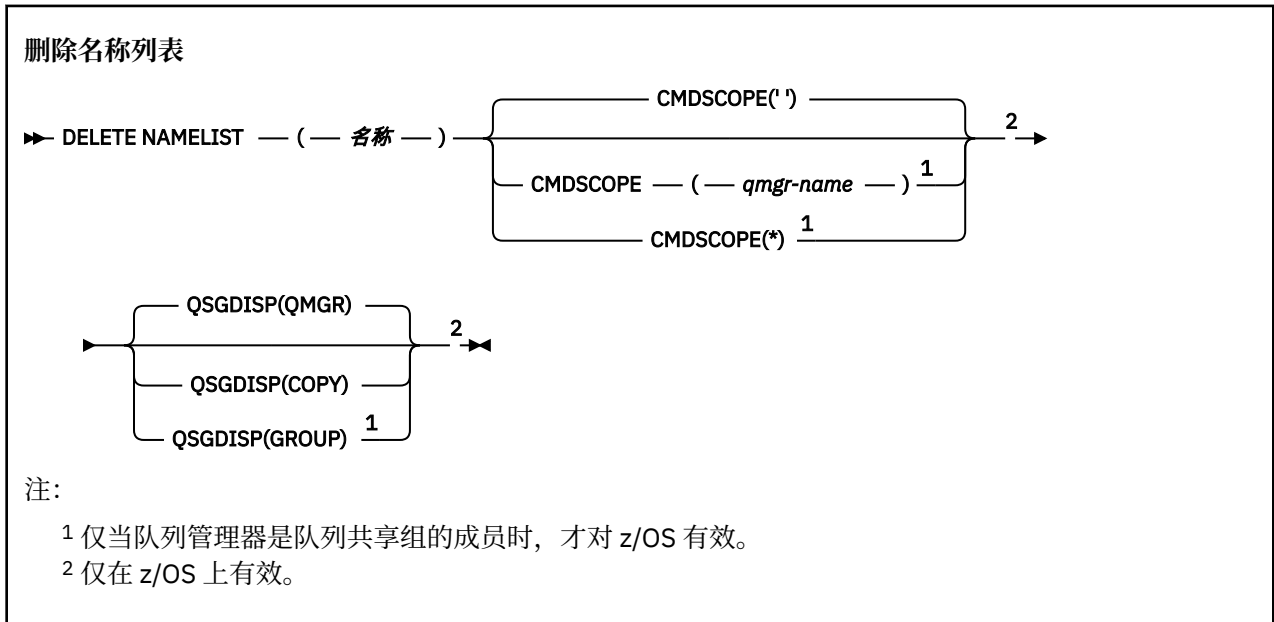 删除名称列表
CMDSCOPE(' ')
DELETE NAMELIST ( 名称 ) 2
CMDSCOPE ( qmgr-name ) 1
CMDSCOPE(*) 1
QSGDISP(QMGR)
2
QSGDISP(COPY)
QSGDISP(GROUP) 1
注：
1 仅当队列管理器是队列共享组的成员时，才对 z/OS 有效。
2 仅在 z/OS 上有效。